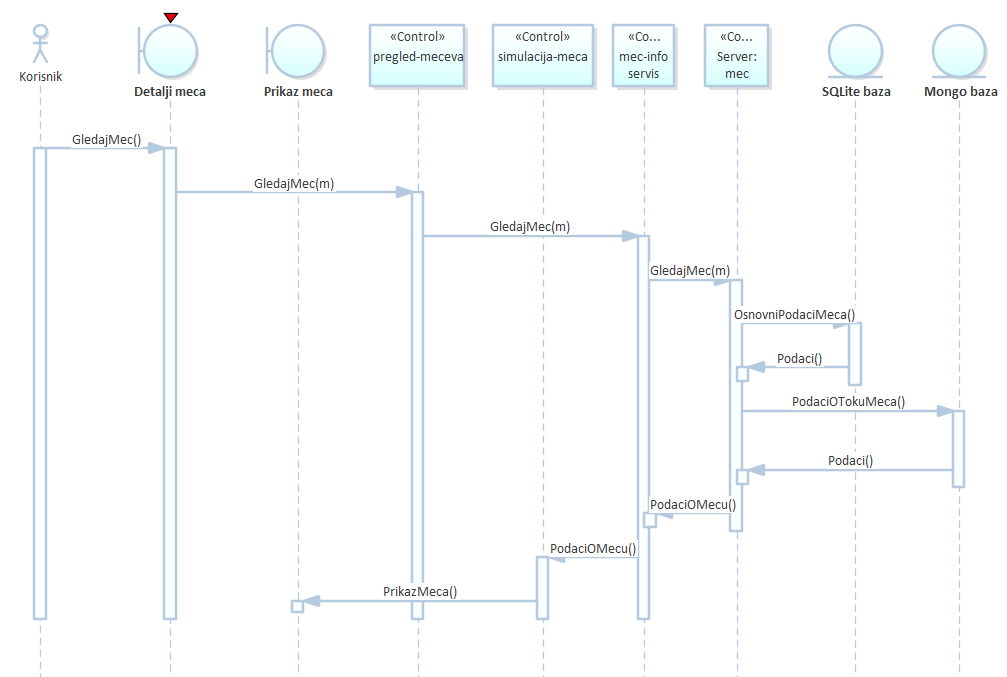 Korisnik
Detalji meca
Prikaz meca
«Control»
pregled-meceva
«Control»
simulacija-meca
«Co...
mec-info
servis
«Co...
Server:
mec
SQLite baza
Mongo baza
GledajMec()
GledajMec(m)
GledajMec(m)
GledajMec(m)
OsnovniPodaciMeca()
Podaci()
PodaciOTokuMeca()
Podaci()
PodaciOMecu()
PodaciOMecu()
PrikazMeca()